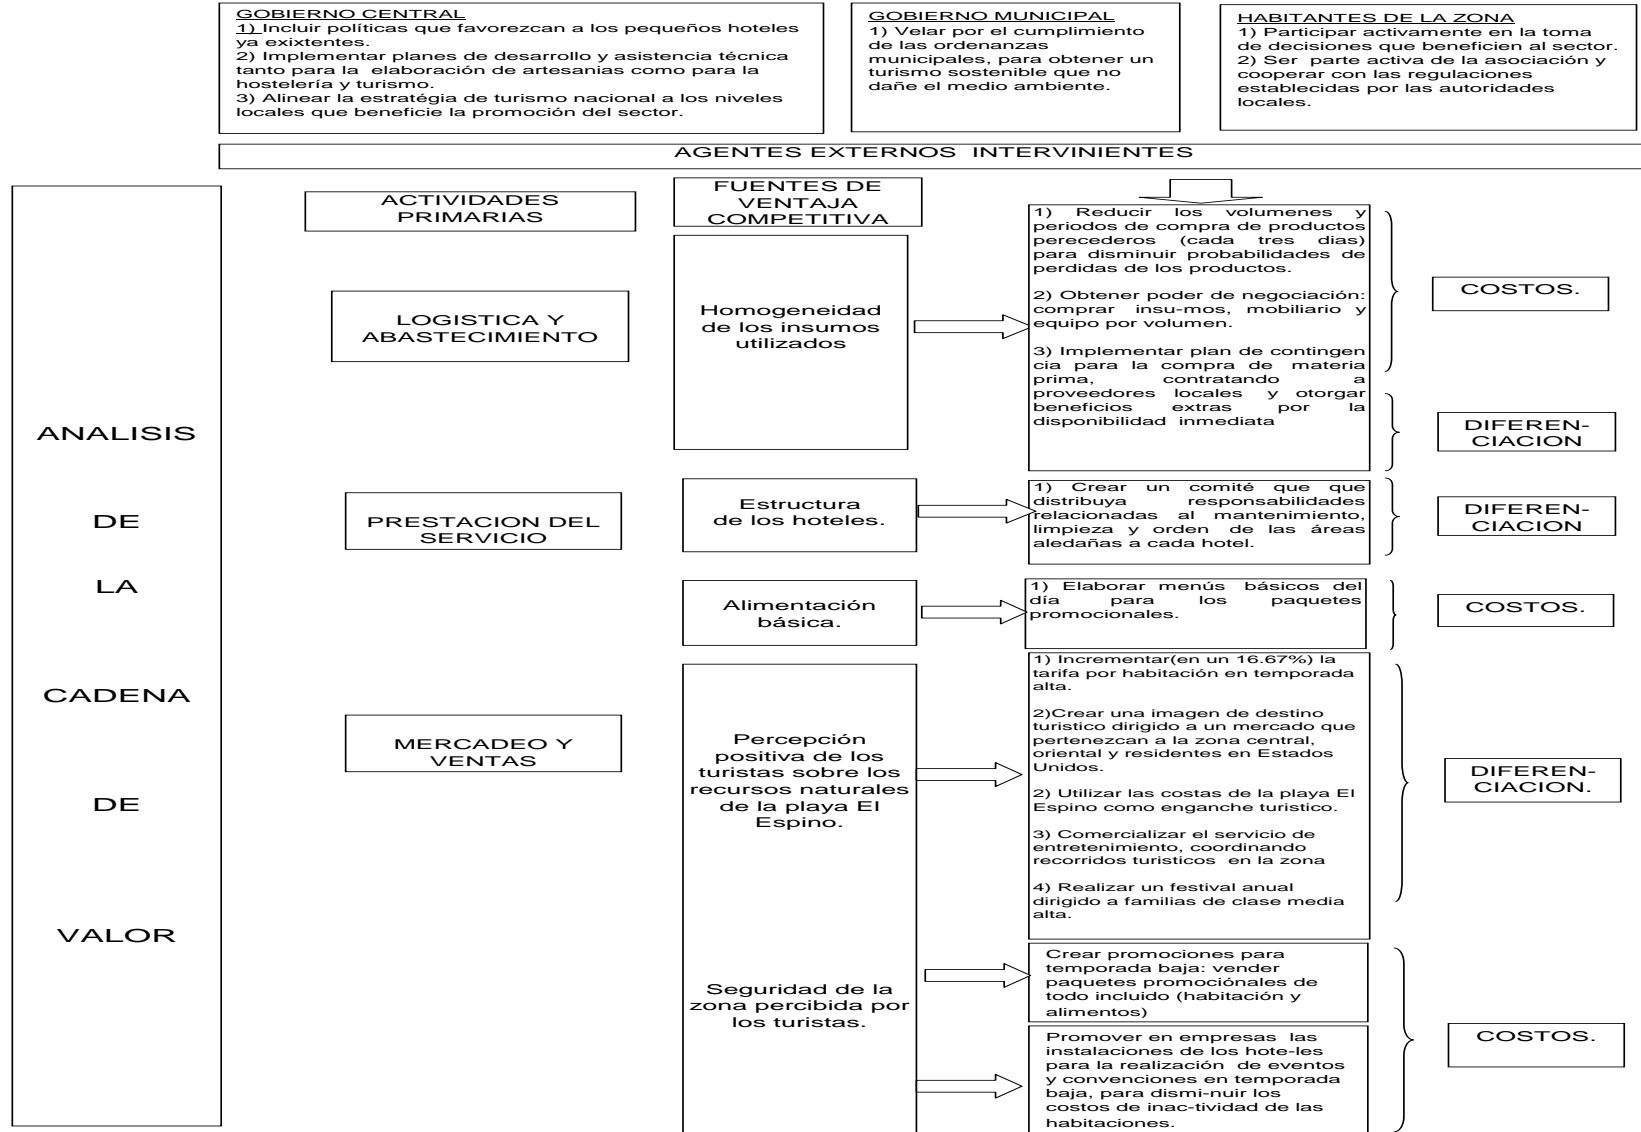 GOBIERNO CENTRAL
1) Incluir políticas que favorezcan a los pequeños hoteles
ya exixtentes.
2) Implementar planes de desarrollo y asistencia técnica
tanto para la elaboración de artesanias como para la
hostelería y turismo.
3) Alinear la estratégia de turismo nacional a los niveles
locales que beneficie la promoción del sector.
GOBIERNO MUNICIPAL
1) Velar por el cumplimiento
de las ordenanzas
municipales, para obtener un
turismo sostenible que no
dañe el medio ambiente.
HABITANTES DE LA ZONA
1) Participar activamente en la toma
de decisiones que beneficien al sector.
2) Ser parte activa de la asociación y
cooperar con las regulaciones
establecidas por las autoridades
locales.
AGENTES EXTERNOS INTERVINIENTES
ANALISIS
DE
LA
CADENA
DE
VALOR
ACTIVIDADES
PRIMARIAS
FUENTES DE
VENTAJA
COMPETITIVA
LOGISTICA Y
ABASTECIMIENTO
Homogeneidad
de los insumos
utilizados
1) Reducir los volumenes y
periodos de compra de productos
perecederos (cada tres dias)
para disminuir probabilidades de
perdidas de los productos.
2) Obtener poder de negociación:
comprar insu-mos, mobiliario y
equipo por volumen.
3) Implementar plan de contingen
cia para la compra de materia
prima, contratando a
proveedores locales y otorgar
beneficios extras por la
disponibilidad inmediata
COSTOS.
DIFEREN-
CIACION
PRESTACION DEL
SERVICIO
Estructura
de los hoteles.
1) Crear un comité que que
distribuya responsabilidades
relacionadas al mantenimiento,
limpieza y orden de las áreas
aledañas a cada hotel.
DIFEREN-
CIACION
Alimentación
básica.
1) Elaborar menús básicos del
día para los paquetes
promocionales.
COSTOS.
MERCADEO Y
VENTAS
Percepción
positiva de los
turistas sobre los
recursos naturales
de la playa El
Espino.
1) Incrementar(en un 16.67%) la
tarifa por habitación en temporada
alta.
2)Crear una imagen de destino
turistico dirigido a un mercado que
pertenezcan a la zona central,
oriental y residentes en Estados
Unidos.
2) Utilizar las costas de la playa El
Espino como enganche turistico.
3) Comercializar el servicio de
entretenimiento, coordinando
recorridos turisticos en la zona
4) Realizar un festival anual
dirigido a familias de clase media
alta.
DIFEREN-
CIACION.
Seguridad de la
zona percibida por
los turistas.
Crear promociones para
temporada baja: vender
paquetes promociónales de
todo incluido (habitación y
alimentos)
Promover en empresas las
instalaciones de los hote-les
para la realización de eventos
y convenciones en temporada
baja, para dismi-nuir los
costos de inac-tividad de las
habitaciones.
COSTOS.